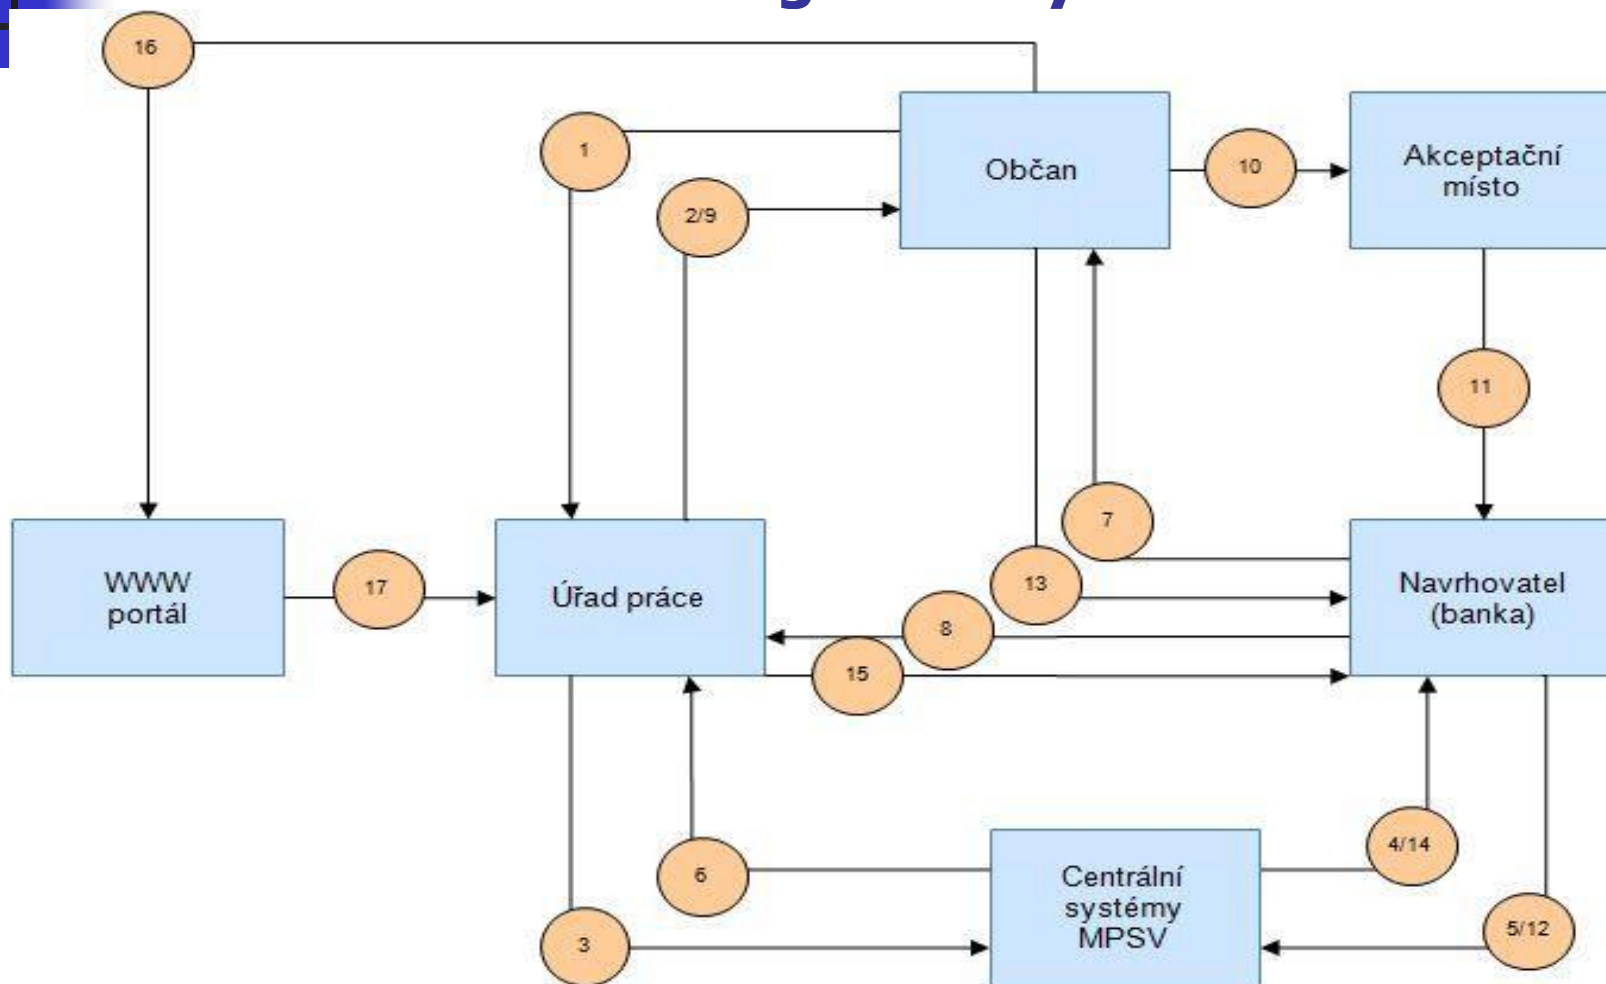 16
1
2/9
Občan
10
Akceptační
místo
11
7
13
8
15
WWW
portál
17
Úřad práce
Navrhovatel
(banka)
6
3
Centrální
systémy
MPSV
4/14
5/12